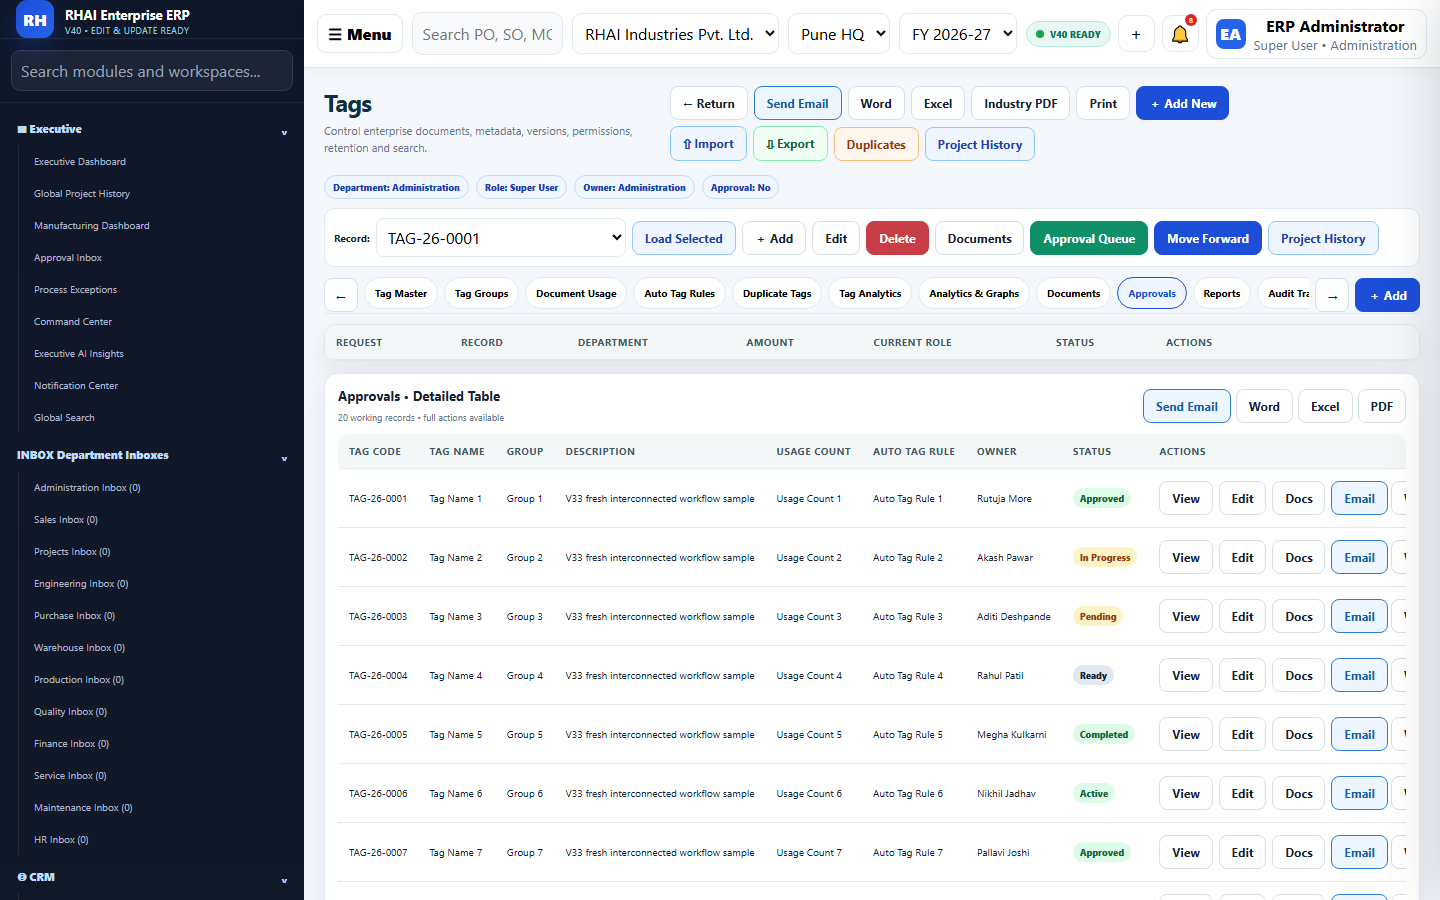 RH
RHAI Enterprise ERP
V40 • EDIT & UPDATE READY
Search modules and workspaces...
Executive
Executive Dashboard
Global Project History
Manufacturing Dashboard
Approval Inbox
Process Exceptions
Command Center
Executive AI Insights
Notification Center
Global Search
INBOX Department Inboxes
Administration Inbox (0)
Sales Inbox (0)
Projects Inbox (0)
Engineering Inbox (0)
Purchase Inbox (0)
Warehouse Inbox (0)
Production Inbox (0)
Quality Inbox (0)
Finance Inbox (0)
Service Inbox (0)
Maintenance Inbox (0)
HR Inbox (0)
CRM
☰ Menu
Search PO, SO, MO
RHAI Industries Pvt. Ltd.
Pune HQ
FY 2026-27
V40 READY
+
8
EA
ERP Administrator
Super User • Administration
Tags
Control enterprise documents, metadata, versions, permissions,
retention and search.
← Return
Send Email
Word
Excel
Industry PDF
Print
+ Add New
⇧ Import
⇩ Export
Duplicates
Project History
Department: Administration
Role: Super User
Owner: Administration
Approval: No
Record:
TAG-26-0001
Load Selected
+ Add
Edit
Delete
Documents
Approval Queue
Move Forward
Project History
←
Tag Master
Tag Groups
Document Usage
Auto Tag Rules
Duplicate Tags
Tag Analytics
Analytics & Graphs
Documents
Approvals
Reports
Audit Tra
→
+ Add
REQUEST RECORD DEPARTMENT AMOUNT CURRENT ROLE STATUS ACTIONS
Approvals • Detailed Table
20 working records • full actions available
Send Email
Word
Excel
PDF
TAG CODE TAG NAME GROUP DESCRIPTION USAGE COUNT AUTO TAG RULE OWNER STATUS ACTIONS
TAG-26-0001 Tag Name 1 Group 1 V33 fresh interconnected workflow sample Usage Count 1 Auto Tag Rule 1 Rutuja More Approved View Edit Docs Email
TAG-26-0002 Tag Name 2 Group 2 V33 fresh interconnected workflow sample Usage Count 2 Auto Tag Rule 2 Akash Pawar In Progress View Edit Docs Email
TAG-26-0003 Tag Name 3 Group 3 V33 fresh interconnected workflow sample Usage Count 3 Auto Tag Rule 3 Aditi Deshpande Pending View Edit Docs Email
TAG-26-0004 Tag Name 4 Group 4 V33 fresh interconnected workflow sample Usage Count 4 Auto Tag Rule 4 Rahul Patil Ready View Edit Docs Email
TAG-26-0005 Tag Name 5 Group 5 V33 fresh interconnected workflow sample Usage Count 5 Auto Tag Rule 5 Megha Kulkarni Completed View Edit Docs Email
TAG-26-0006 Tag Name 6 Group 6 V33 fresh interconnected workflow sample Usage Count 6 Auto Tag Rule 6 Nikhil Jadhav Active View Edit Docs Email
TAG-26-0007 Tag Name 7 Group 7 V33 fresh interconnected workflow sample Usage Count 7 Auto Tag Rule 7 Pallavi Joshi Approved View Edit Docs Email